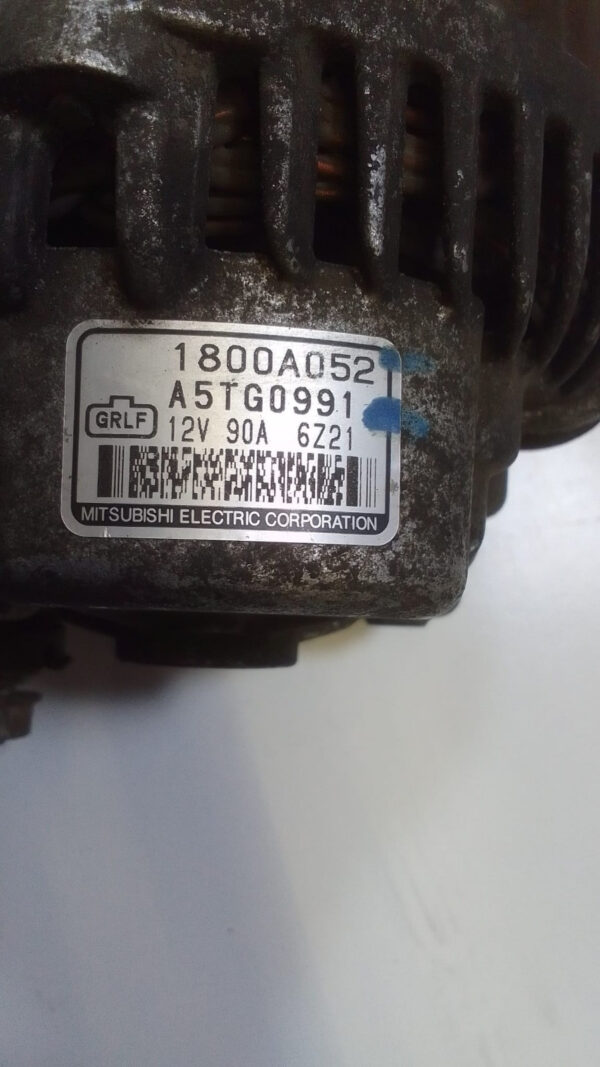 1800A052
A5TG0991
GRLF
12V 90A 6Z21
MITSUBISHI ELECTRIC CORPORATION